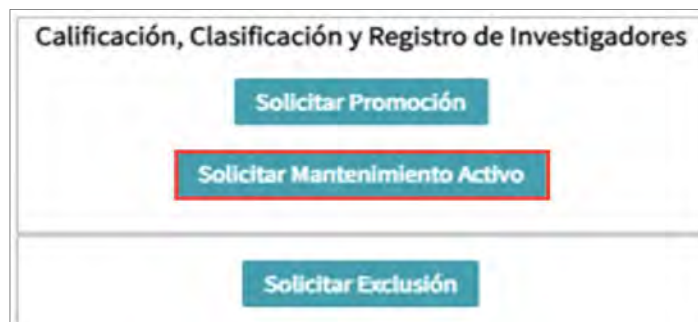 Calificación, Clasificación y Registro de Investigadores
Solicitar Promoción
Solicitar Mantenimiento Activo
Solicitar Exclusión